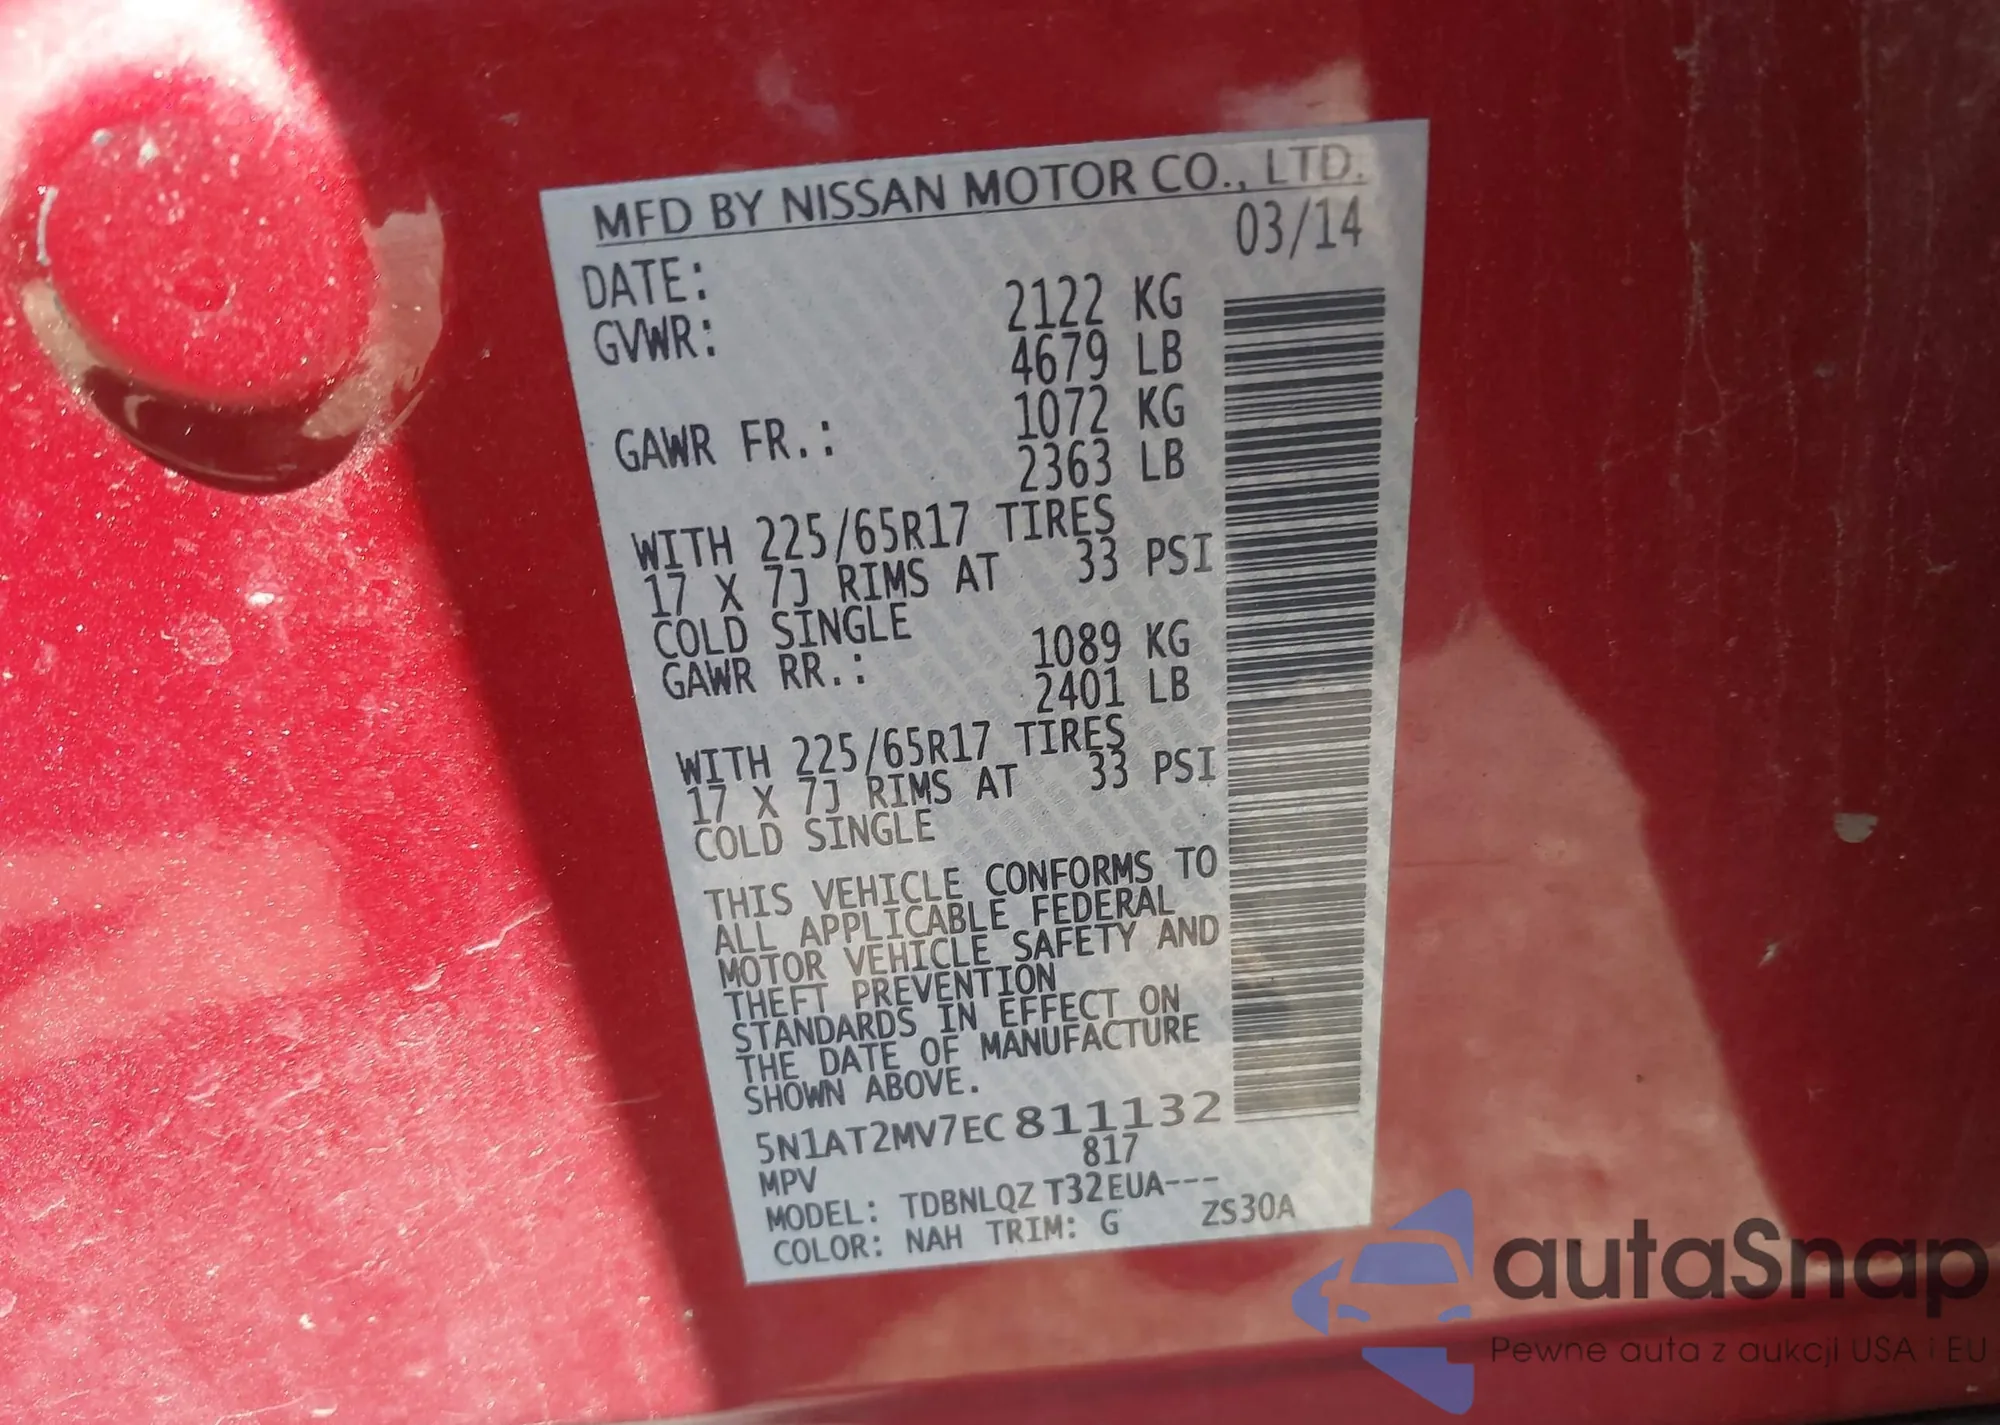 MFD BY NISSAN MOTOR CO., LTD.
DATE: 03/14
GVWR: 2122 KG
4679 LB
GAWR FR.: 1072 KG
2363 LB
WITH 225/65R17 TIRES
17 X 7J RIMS AT 33 PSI
COLD SINGLE
GAWR RR.: 1089 KG
2401 LB
WITH 225/65R17 TIRES
17 X 7J RIMS AT 33 PSI
COLD SINGLE
THIS VEHICLE CONFORMS TO
ALL APPLICABLE FEDERAL
MOTOR VEHICLE SAFETY AND
THEFT PREVENTION
STANDARDS IN EFFECT ON
THE DATE OF MANUFACTURE
SHOWN ABOVE.
5N1AT2MV7EC811132
MPV 817
MODEL: TDBNLQZ T32EUA---
COLOR: NAH TRIM: G ZS30A
autaSnap
Pewne auta z aukcji USA i EU